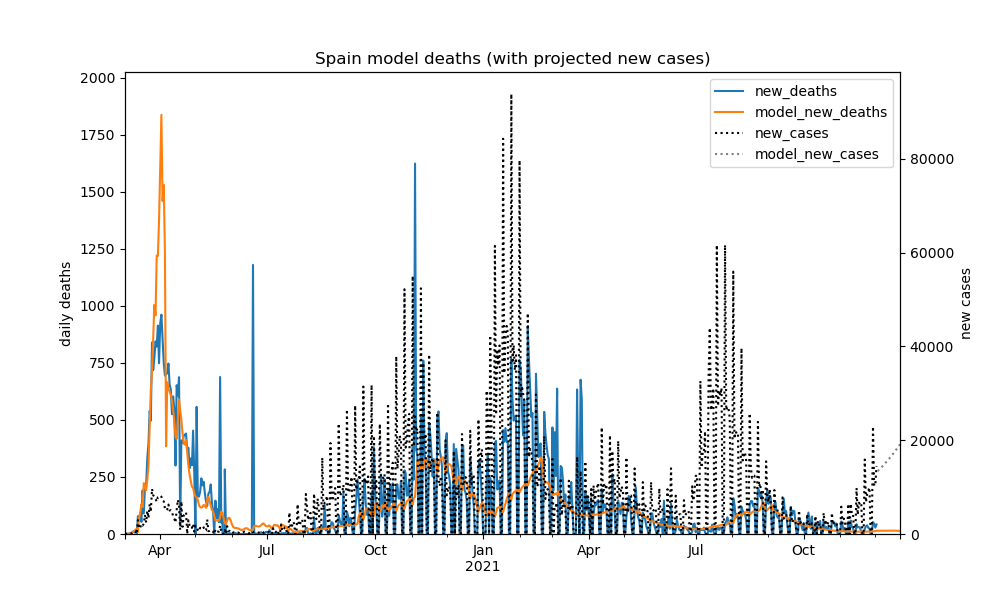 Spain model deaths (with projected new cases)
2000
1750
1500
1250
1000
750
500
250
0
daily deaths
new_deaths
model_new_deaths
new_cases
model_new_cases
80000
60000
40000
20000
0
new cases
Apr Jul Oct Jan Apr Jul Oct
2021